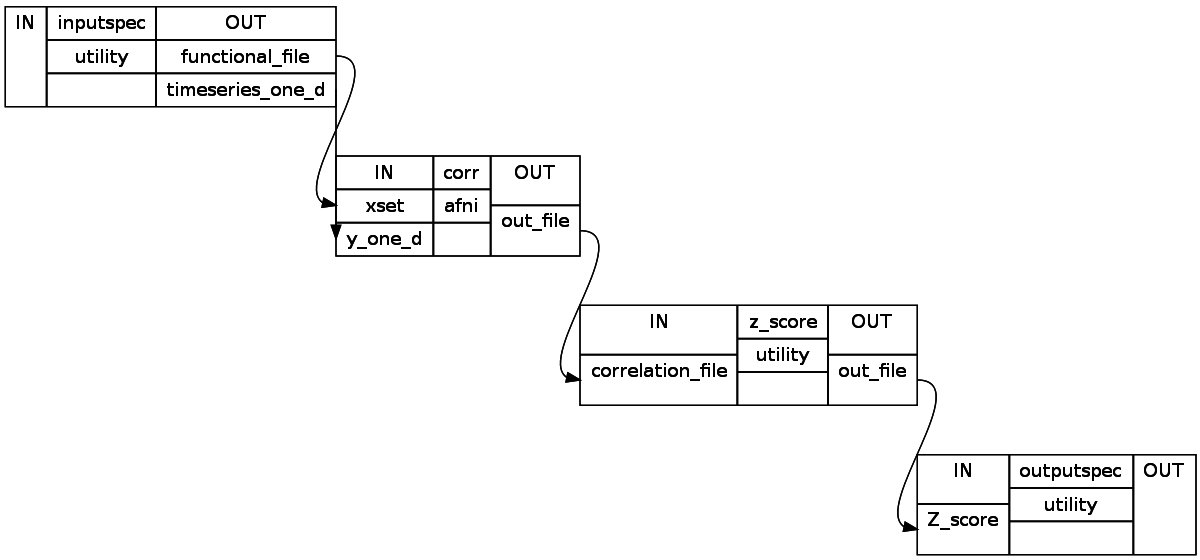 IN inputspec OUT
utility functional_file
timeseries_one_d
IN corr OUT
xset afni
out_file
y_one_d
IN z_score OUT
utility
correlation_file out_file
IN outputspec OUT
utility
Z_score